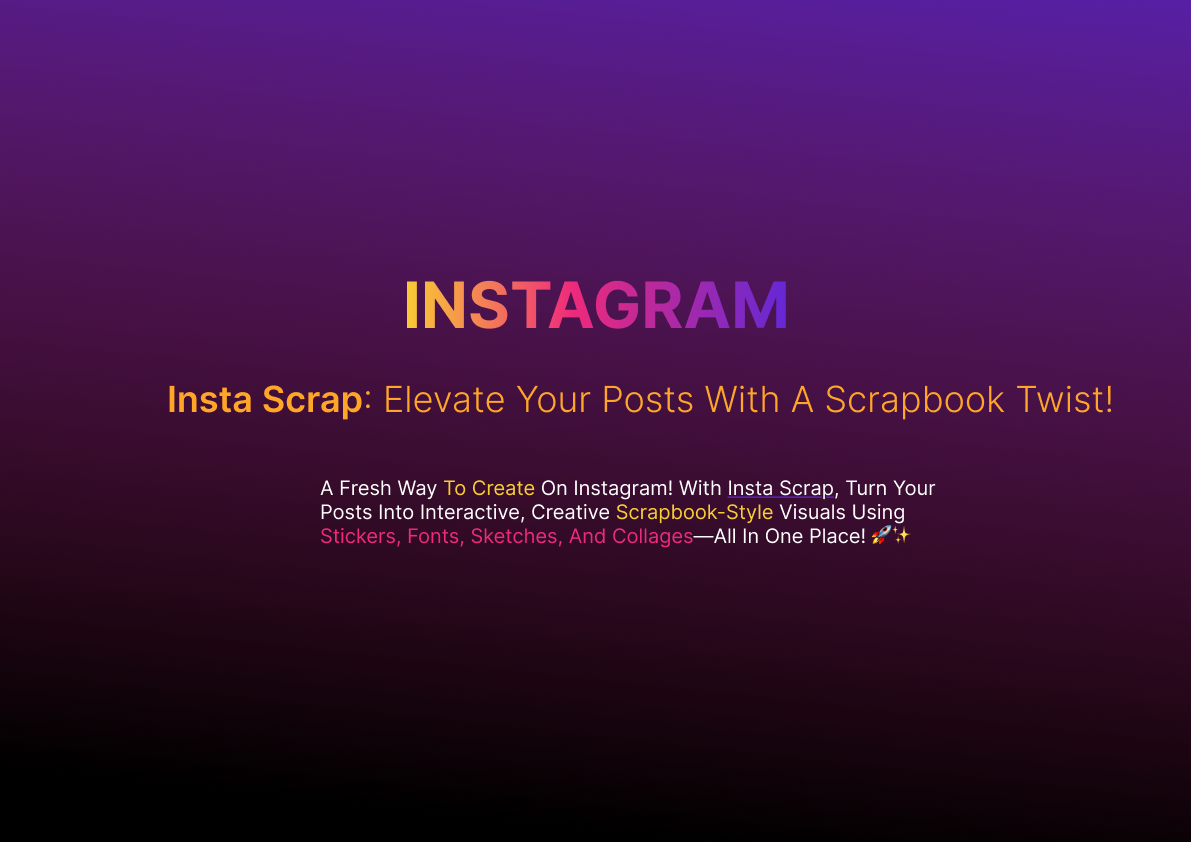 INSTAGRAM
Insta Scrap: Elevate Your Posts With A Scrapbook Twist!
A Fresh Way To Create On Instagram! With Insta Scrap, Turn Your
Posts Into Interactive, Creative Scrapbook-Style Visuals Using
Stickers, Fonts, Sketches, And Collages—All In One Place! 🚀✨